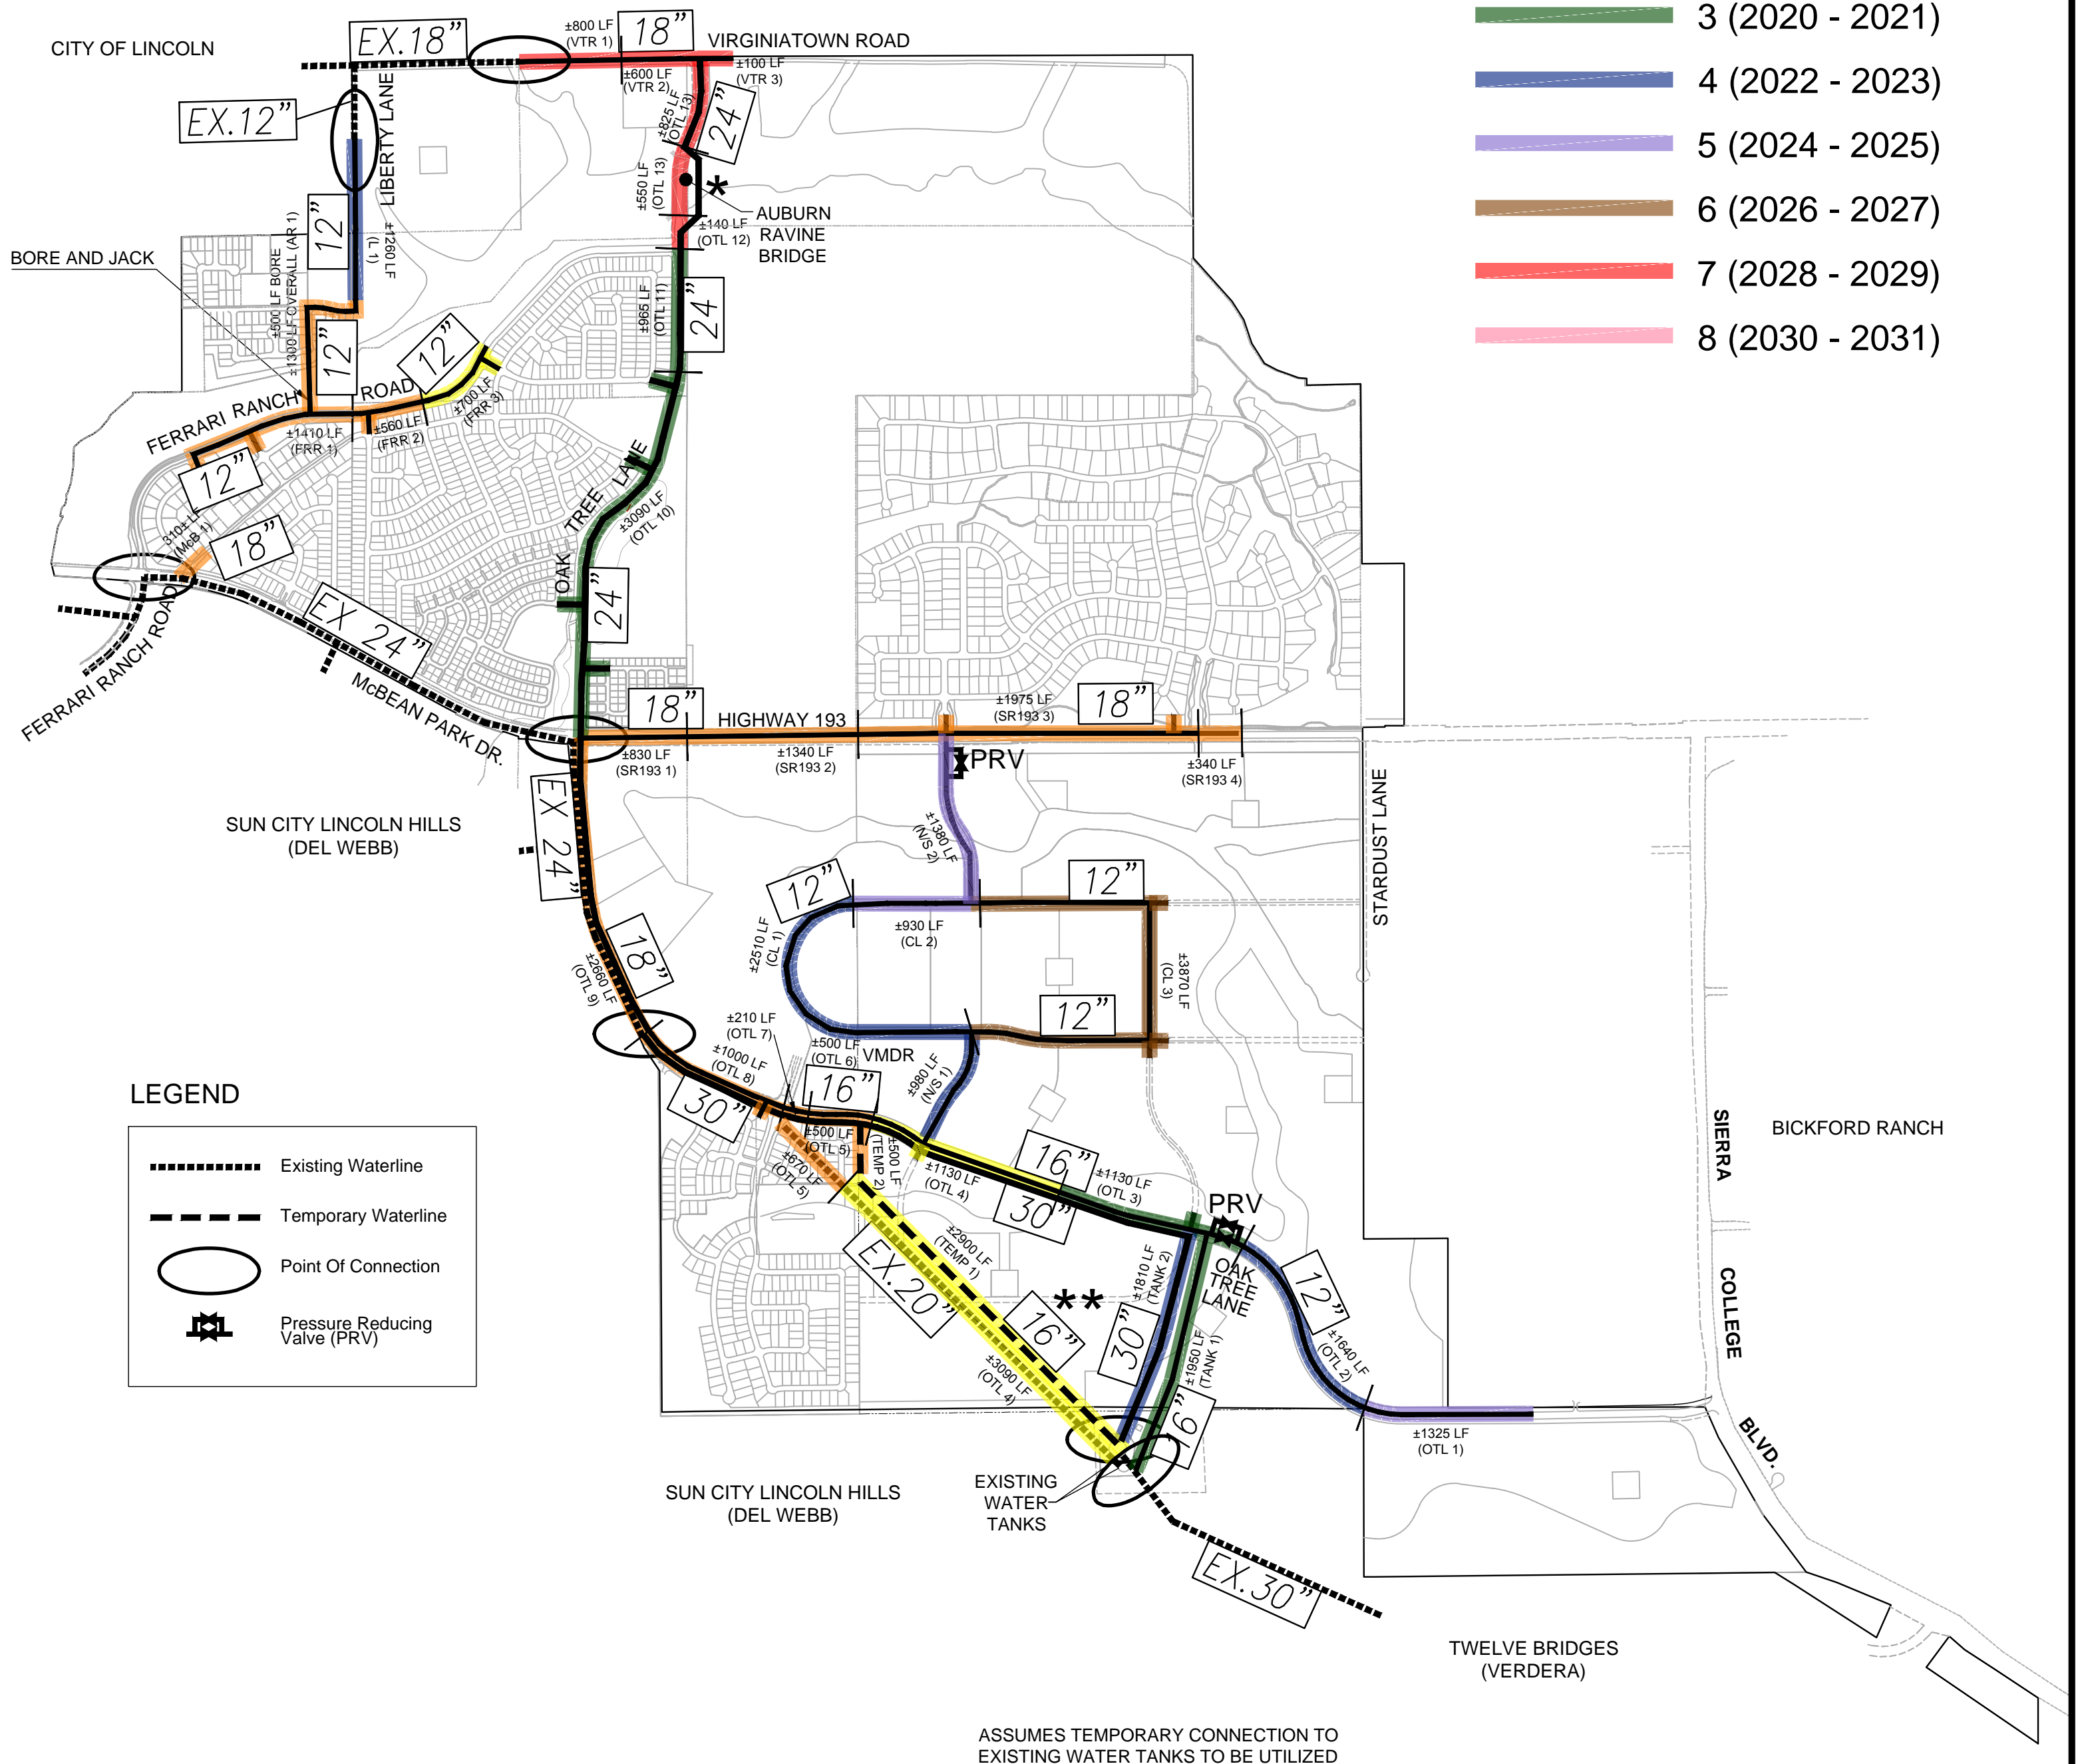 3 (2020 - 2021)
4 (2022 - 2023)
5 (2024 - 2025)
6 (2026 - 2027)
7 (2028 - 2029)
8 (2030 - 2031)
CITY OF LINCOLN
EX.18”
±800 LF
(VTR 1)
18”
VIRGINIATOWN ROAD
±600 LF
(VTR 2)
±100 LF
(VTR 3)
EX.12”
LIBERTY LANE
±825 LF
(OTL 13)
24”
±550 LF
(OTL 13)
*
AUBURN
RAVINE
BRIDGE
±140 LF
(OTL 12)
12”
±1260 LF
(L 1)
BORE AND JACK
±500 LF BORE
±1300 LF OVERALL (AR 1)
12”
12”
±965 LF
(OTL 11)
24”
FERRARI RANCH
ROAD
±1410 LF
(FRR 1)
±560 LF
(FRR 2)
±700 LF
(FRR 3)
12”
310± LF
(McB 1)
18”
OAK
TREE
LANE
±3090 LF
(OTL 10)
24”
FERRARI RANCH ROAD
EX 24”
McBEAN PARK DR.
18”
HIGHWAY 193
±1975 LF
(SR193 3)
18”
±830 LF
(SR193 1)
±1340 LF
(SR193 2)
PRV
±340 LF
(SR193 4)
EX 24”
SUN CITY LINCOLN HILLS
(DEL WEBB)
STARDUST LANE
±1380 LF
(N/S 2)
12”
12”
±930 LF
(CL 2)
±2510 LF
(CL 1)
±3870 LF
(CL 3)
12”
18”
±2660 LF
(OTL 9)
±210 LF
(OTL 7)
±1000 LF
(OTL 8)
±500 LF
(OTL 6)
VMDR
±980 LF
(N/S 1)
30”
16”
±500 LF
(OTL 5)
±670 LF
(OTL 5)
±500 LF
(TEMP 2)
±1130 LF
(OTL 4)
16”
30”
±1130 LF
(OTL 3)
PRV
LEGEND
Existing Waterline
Temporary Waterline
Point Of Connection
Pressure Reducing
Valve (PRV)
SIERRA
COLLEGE
BLVD.
BICKFORD RANCH
EX.20”
±2900 LF
(TEMP 1)
16”
±3090 LF
(OTL 4)
**
±1810 LF
(TANK 2)
30”
OAK
TREE
LANE
12”
±1950 LF
(TANK 1)
16”
±1640 LF
(OTL 2)
±1325 LF
(OTL 1)
SUN CITY LINCOLN HILLS
(DEL WEBB)
EXISTING
WATER
TANKS
EX.30”
TWELVE BRIDGES
(VERDERA)
ASSUMES TEMPORARY CONNECTION TO
EXISTING WATER TANKS TO BE UTILIZED